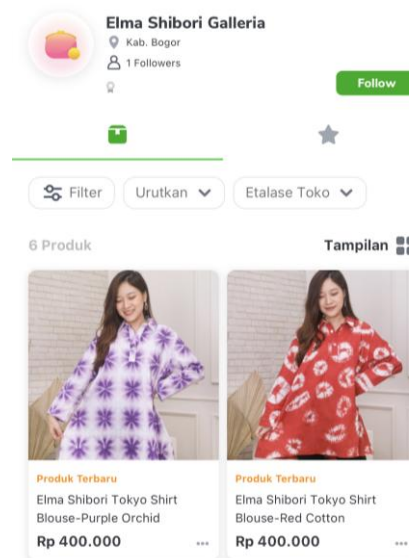 Elma Shibori Galleria
Kab. Bogor
1 Followers
Follow
Filter
Urutkan
Etalase Toko
6 Produk
Tampilan
Produk Terbaru
Elma Shibori Tokyo Shirt
Blouse-Purple Orchid
Rp 400.000
Produk Terbaru
Elma Shibori Tokyo Shirt
Blouse-Red Cotton
Rp 400.000